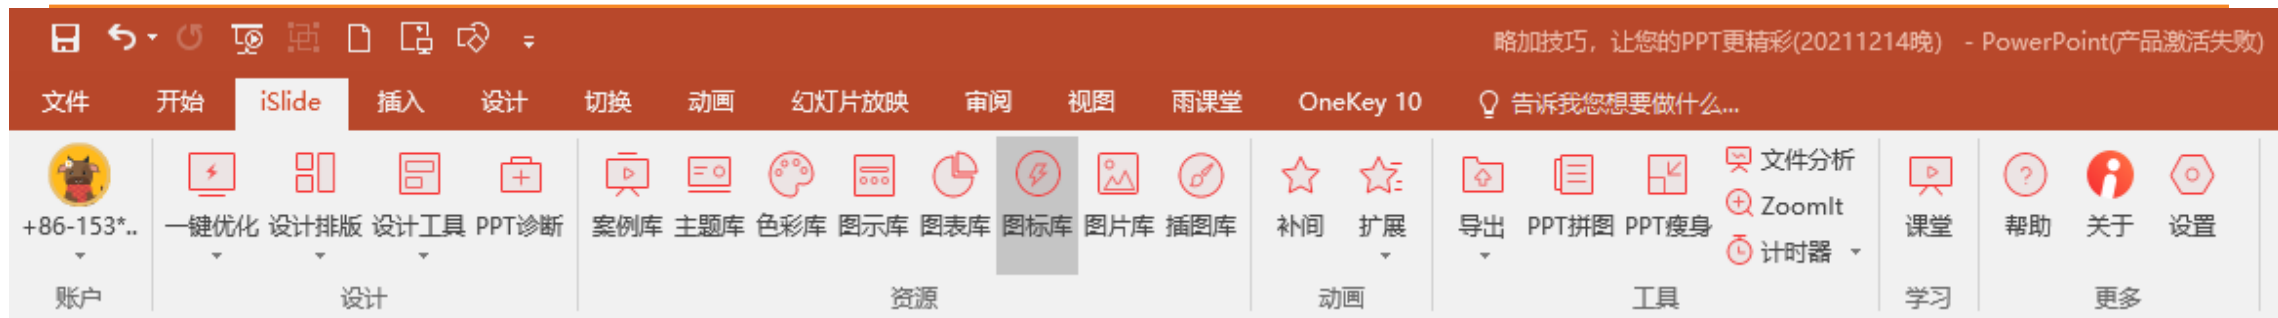 略加技巧，让您的PPT更精彩(20211214晚) - PowerPoint(产品激活失败)
文件 开始 iSlide 插入 设计 切换 动画 幻灯片放映 审阅 视图 雨课堂 OneKey 10 告诉我您想要做什么...
+86-153*.. 一键优化 设计排版 设计工具 PPT诊断 案例库 主题库 色彩库 图示库 图表库 图标库 图片库 插图库 补间 扩展 导出 PPT拼图 PPT瘦身 文件分析 ZoomIt 计时器 课堂 帮助 关于 设置
账户 设计 资源 动画 工具 学习 更多